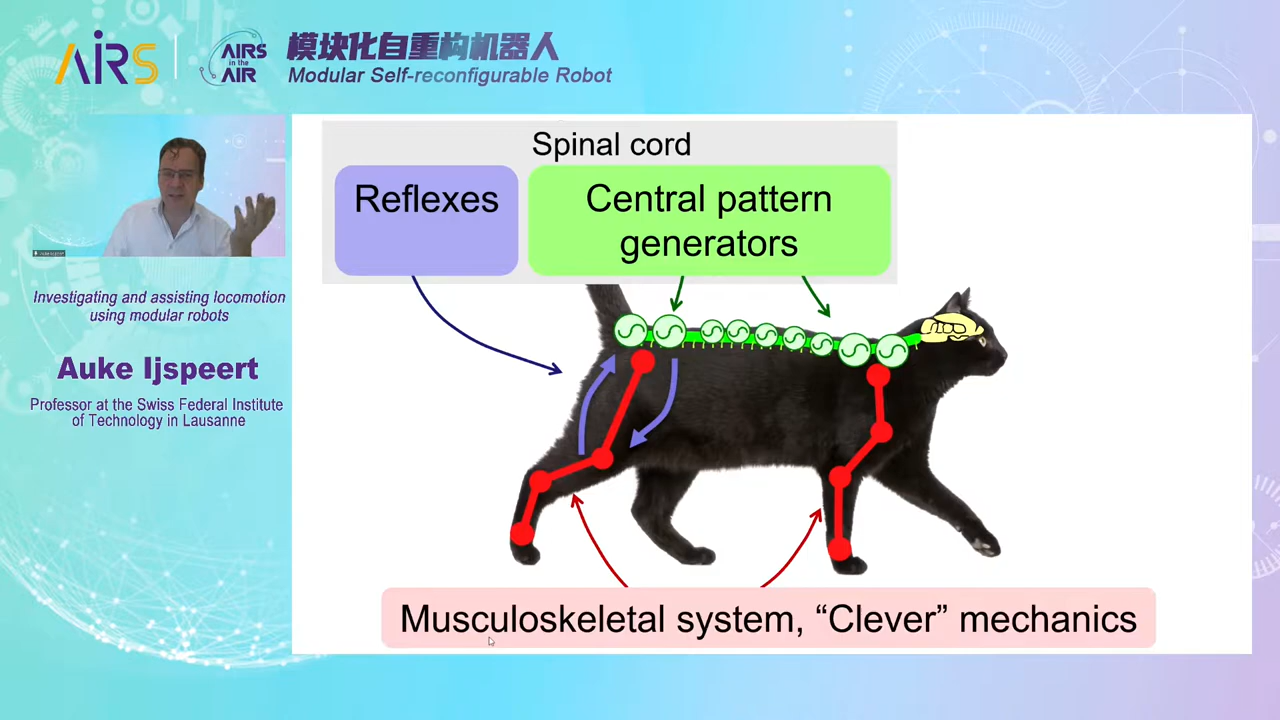 AIRS
AIRS
in the
AIR
模块化自重构机器人
Modular Self-reconfigurable Robot
Investigating and assisting locomotion
using modular robots
Auke Ijspeert
Professor at the Swiss Federal Institute
of Technology in Lausanne
Spinal cord
Reflexes
Central pattern
generators
Musculoskeletal system, “Clever” mechanics